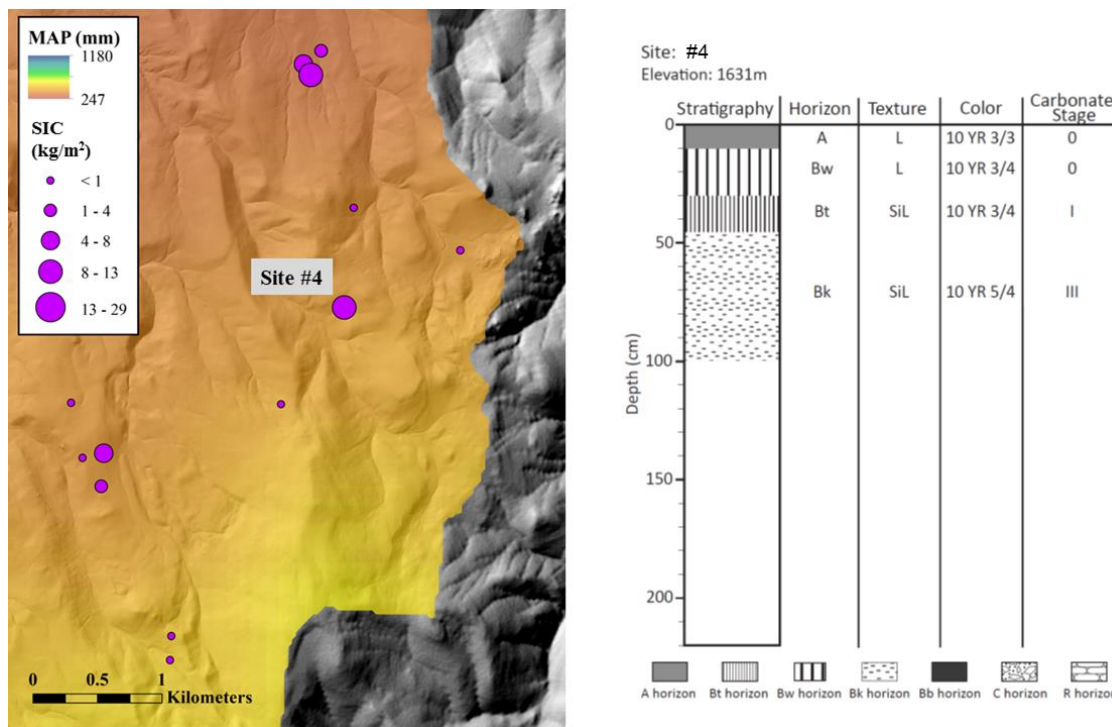 MAP (mm)
1180
247
SIC
(kg/m²)
< 1
1 - 4
4 - 8
8 - 13
13 - 29
Site #4
0 0.5 1
Kilometers
Site: #4
Elevation: 1631m
Stratigraphy Horizon Texture Color Carbonate Stage
0
A L 10 YR 3/3 0
Bw L 10 YR 3/4 0
Bt SiL 10 YR 3/4 I
50
Bk SiL 10 YR 5/4 III
100
150
200
Depth (cm)
A horizon Bt horizon Bw horizon Bk horizon Bb horizon C horizon R horizon